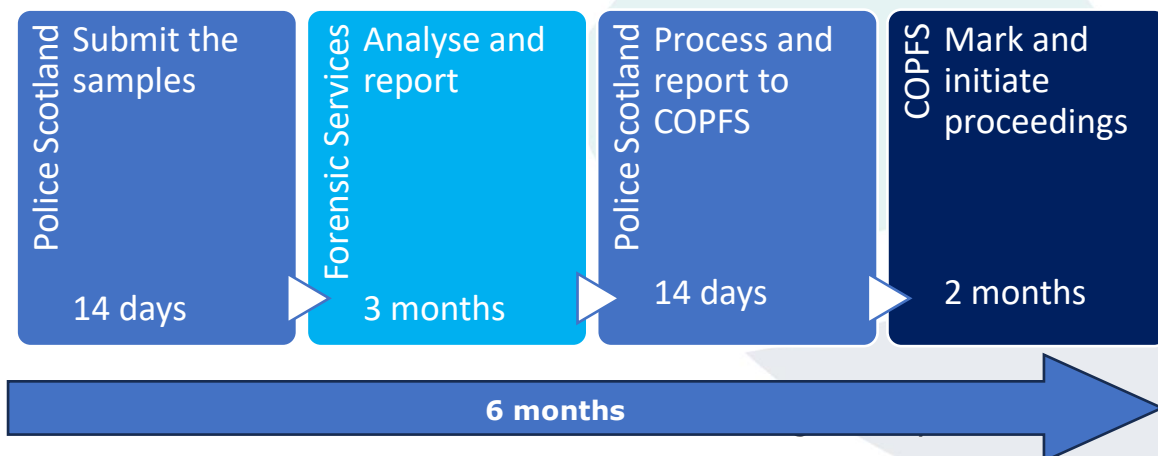 Police Scotland
Submit the
samples
14 days
Forensic Services
Analyse and
report
3 months
Police Scotland
Process and
report to
COPFS
14 days
COPFS
Mark and
initiate
proceedings
2 months
6 months